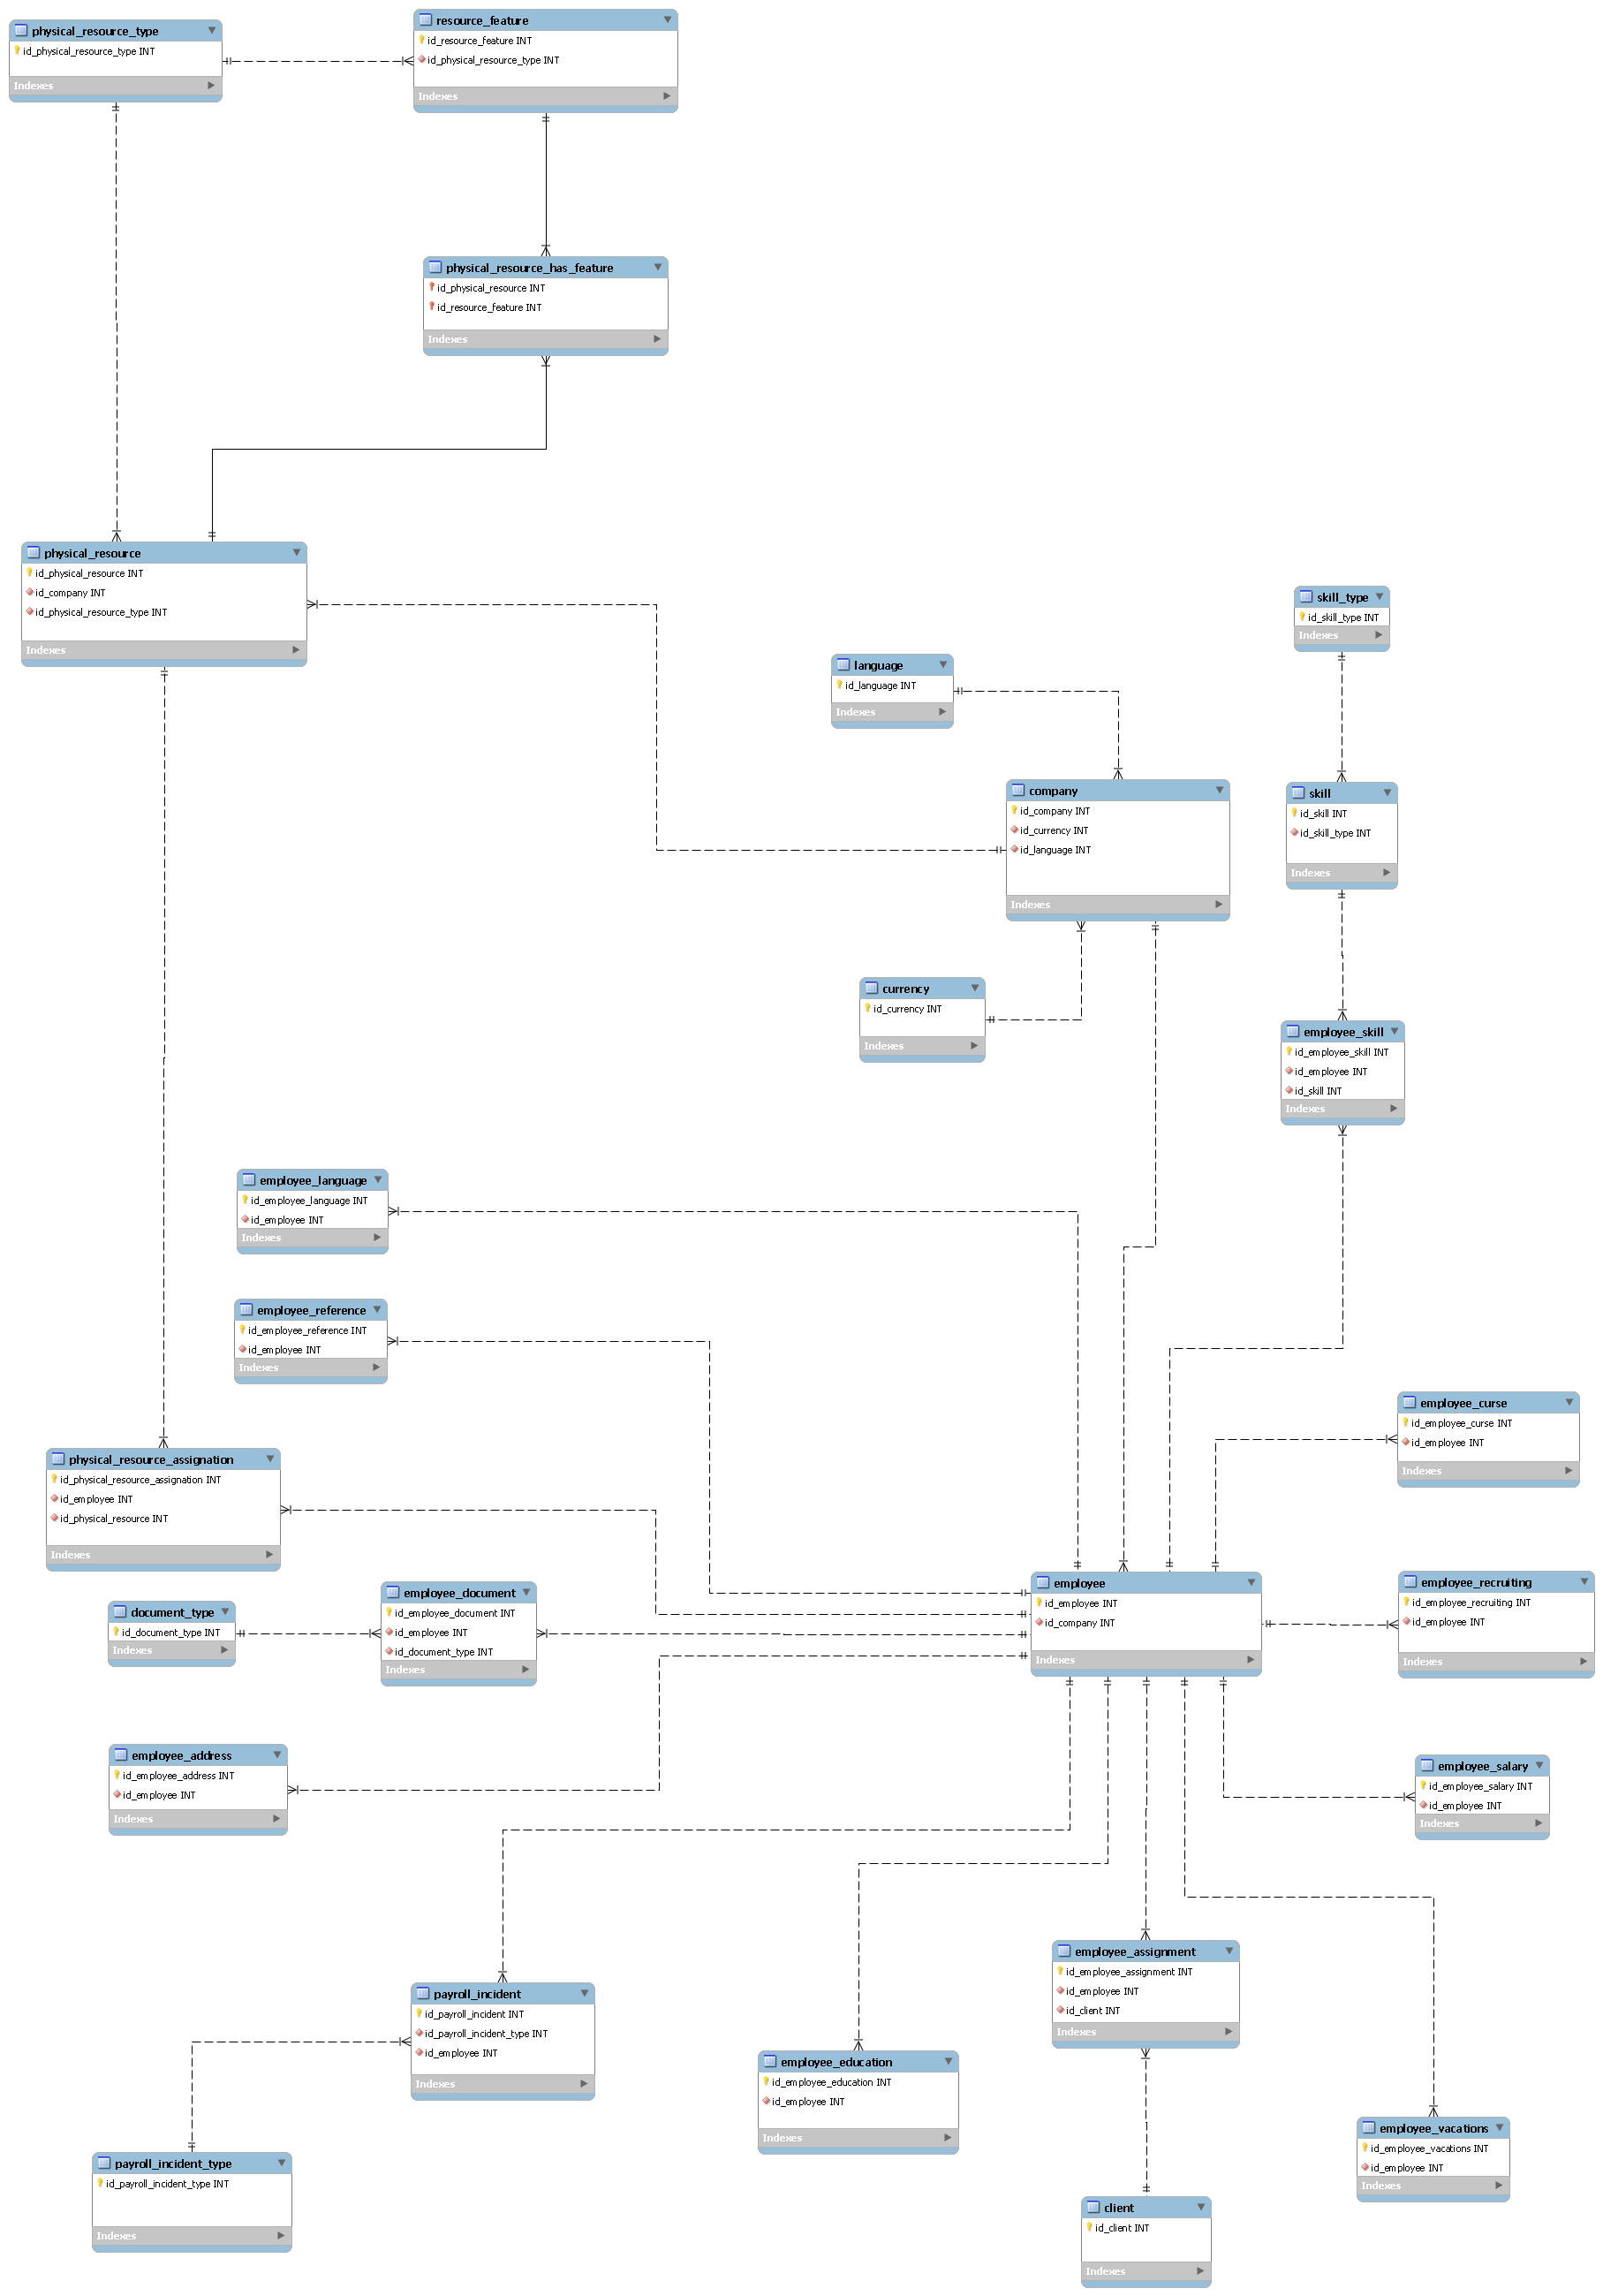 physical_resource_type
id_physical_resource_type INT
Indexes
resource_feature
id_resource_feature INT
id_physical_resource_type INT
Indexes
physical_resource_has_feature
id_physical_resource INT
id_resource_feature INT
Indexes
physical_resource
id_physical_resource INT
id_company INT
id_physical_resource_type INT
Indexes
skill_type
id_skill_type INT
Indexes
language
id_language INT
Indexes
company
id_company INT
id_currency INT
id_language INT
Indexes
skill
id_skill INT
id_skill_type INT
Indexes
currency
id_currency INT
Indexes
employee_skill
id_employee_skill INT
id_employee INT
id_skill INT
Indexes
employee_language
id_employee_language INT
id_employee INT
Indexes
employee_reference
id_employee_reference INT
id_employee INT
Indexes
employee_curse
id_employee_curse INT
id_employee INT
Indexes
physical_resource_assignation
id_physical_resource_assignation INT
id_employee INT
id_physical_resource INT
Indexes
employee_document
id_employee_document INT
id_employee INT
id_document_type INT
Indexes
document_type
id_document_type INT
Indexes
employee
id_employee INT
id_company INT
Indexes
employee_recruiting
id_employee_recruiting INT
id_employee INT
Indexes
employee_address
id_employee_address INT
id_employee INT
Indexes
employee_salary
id_employee_salary INT
id_employee INT
Indexes
employee_assignment
id_employee_assignment INT
id_employee INT
id_client INT
Indexes
payroll_incident
id_payroll_incident INT
id_payroll_incident_type INT
id_employee INT
Indexes
employee_education
id_employee_education INT
id_employee INT
Indexes
employee_vacations
id_employee_vacations INT
id_employee INT
Indexes
payroll_incident_type
id_payroll_incident_type INT
Indexes
client
id_client INT
Indexes